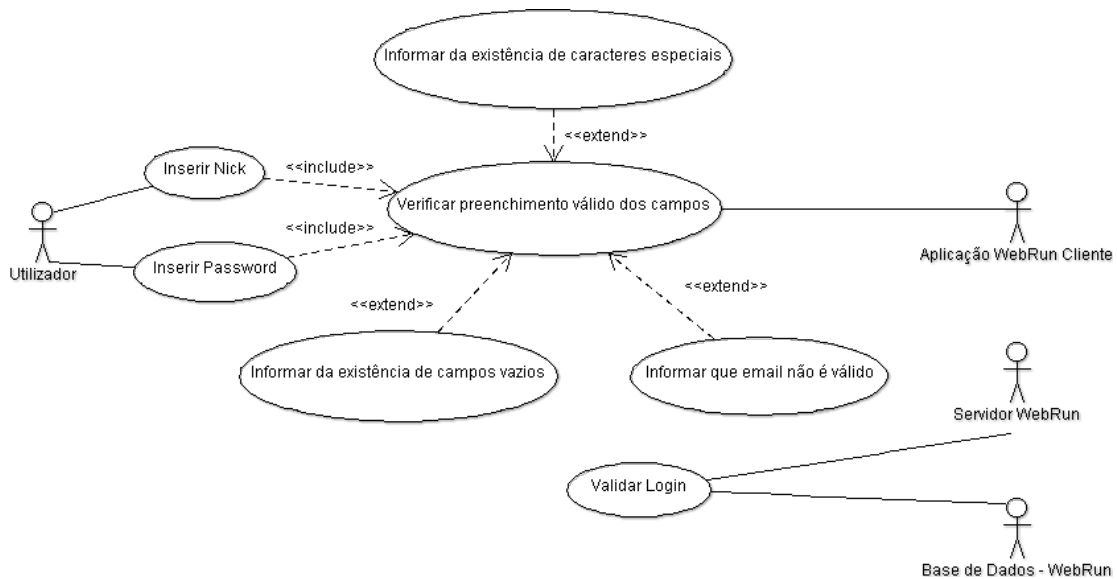 Informar da existência de caracteres especiais
<<extend>>
Inserir Nick
<<include>>
Verificar preenchimento válido dos campos
<<include>>
Inserir Password
Utilizador
Aplicação WebRun Cliente
<<extend>>
<<extend>>
Informar da existência de campos vazios
Informar que email não é válido
Servidor WebRun
Validar Login
Base de Dados - WebRun